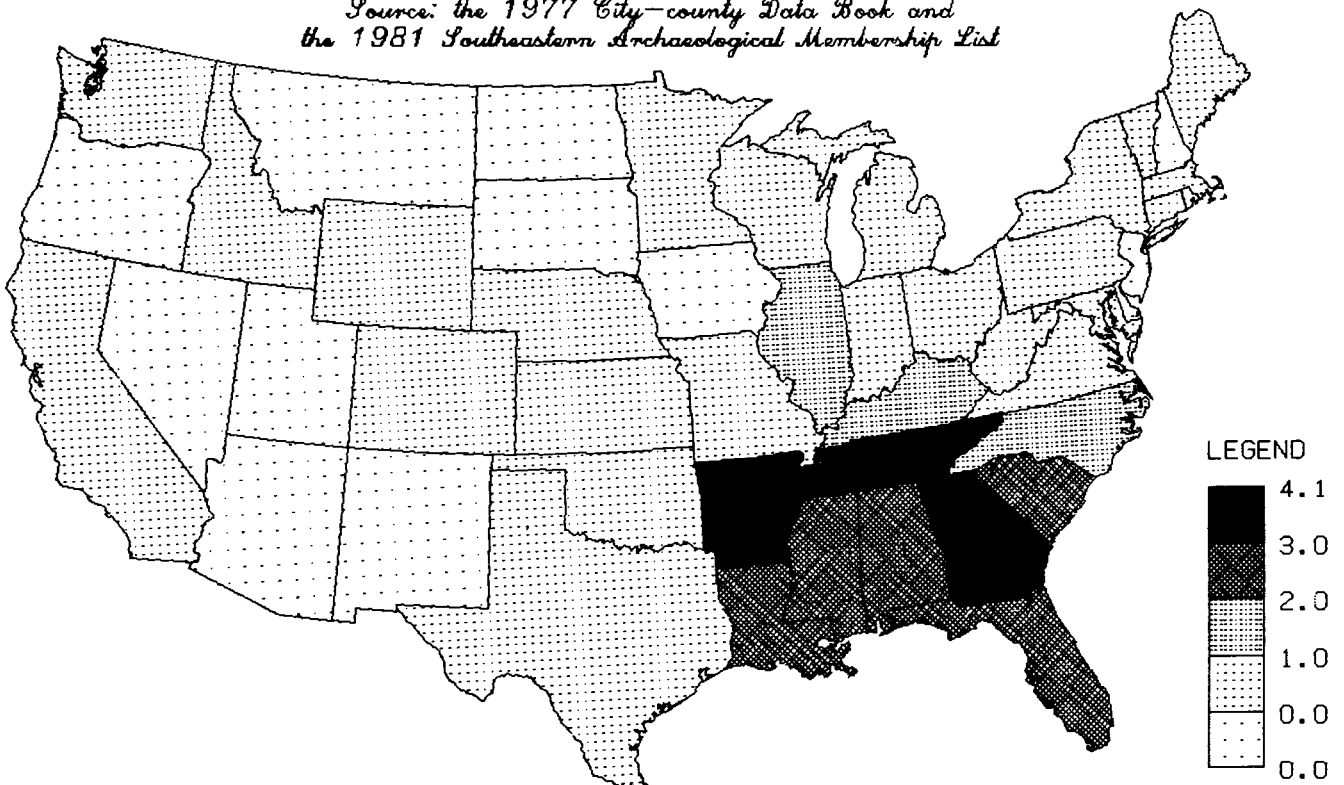 Source: the 1977 City-county Data Book and
the 1981 Southeastern Archaeological Membership List
LEGEND
4.1
3.0
2.0
1.0
0.0
0.0